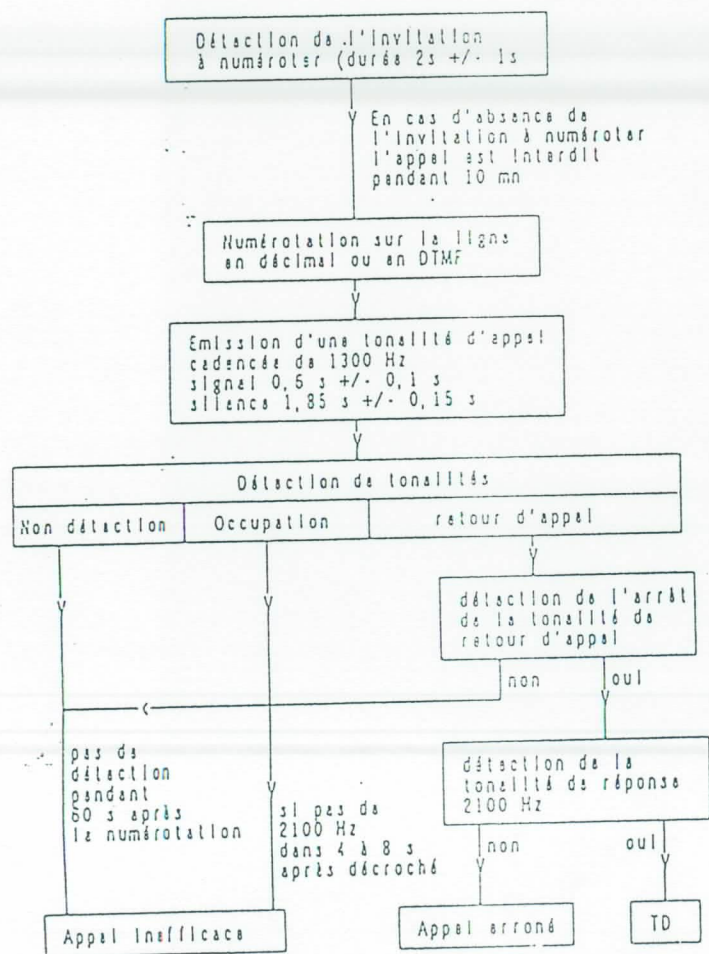 Détection de l'invitation
à numéroter (durée 2s +/- 1s
En cas d'absence de
l'invitation à numéroter
l'appel est interdit
pendant 10 mn
Numérotation sur la ligne
en décimal ou en DTMF
Emission d'une tonalité d'appel
cadencée de 1300 Hz
signal 0,6 s +/- 0,1 s
silence 1,85 s +/- 0,15 s
Détection de tonalités
Non détection
Occupation
retour d'appel
détection de l'arrêt
de la tonalité de
retour d'appel
non
oui
pas de
détection
pendant
60 s après
la numérotation
si pas de
2100 Hz
dans 4 à 8 s
après décroché
détection de la
tonalité de réponse
2100 Hz
non
oui
Appel inefficace
Appel erroné
TD